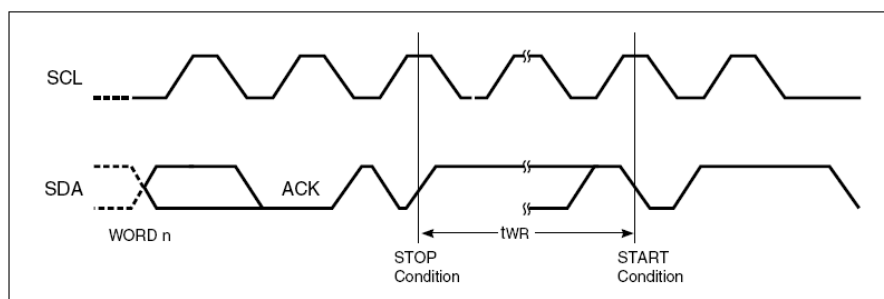 SCL
SDA
ACK
WORD n
tWR
STOP
Condition
START
Condition